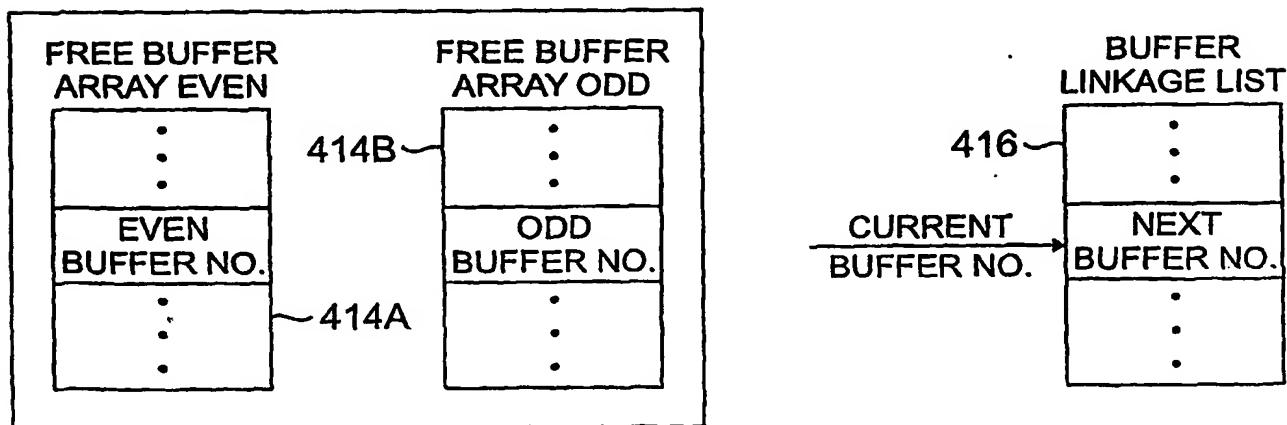 FREE BUFFER
ARRAY EVEN
EVEN
BUFFER NO.
414A
FREE BUFFER
ARRAY ODD
414B
ODD
BUFFER NO.
BUFFER
LINKAGE LIST
416
CURRENT
BUFFER NO.
NEXT
BUFFER NO.